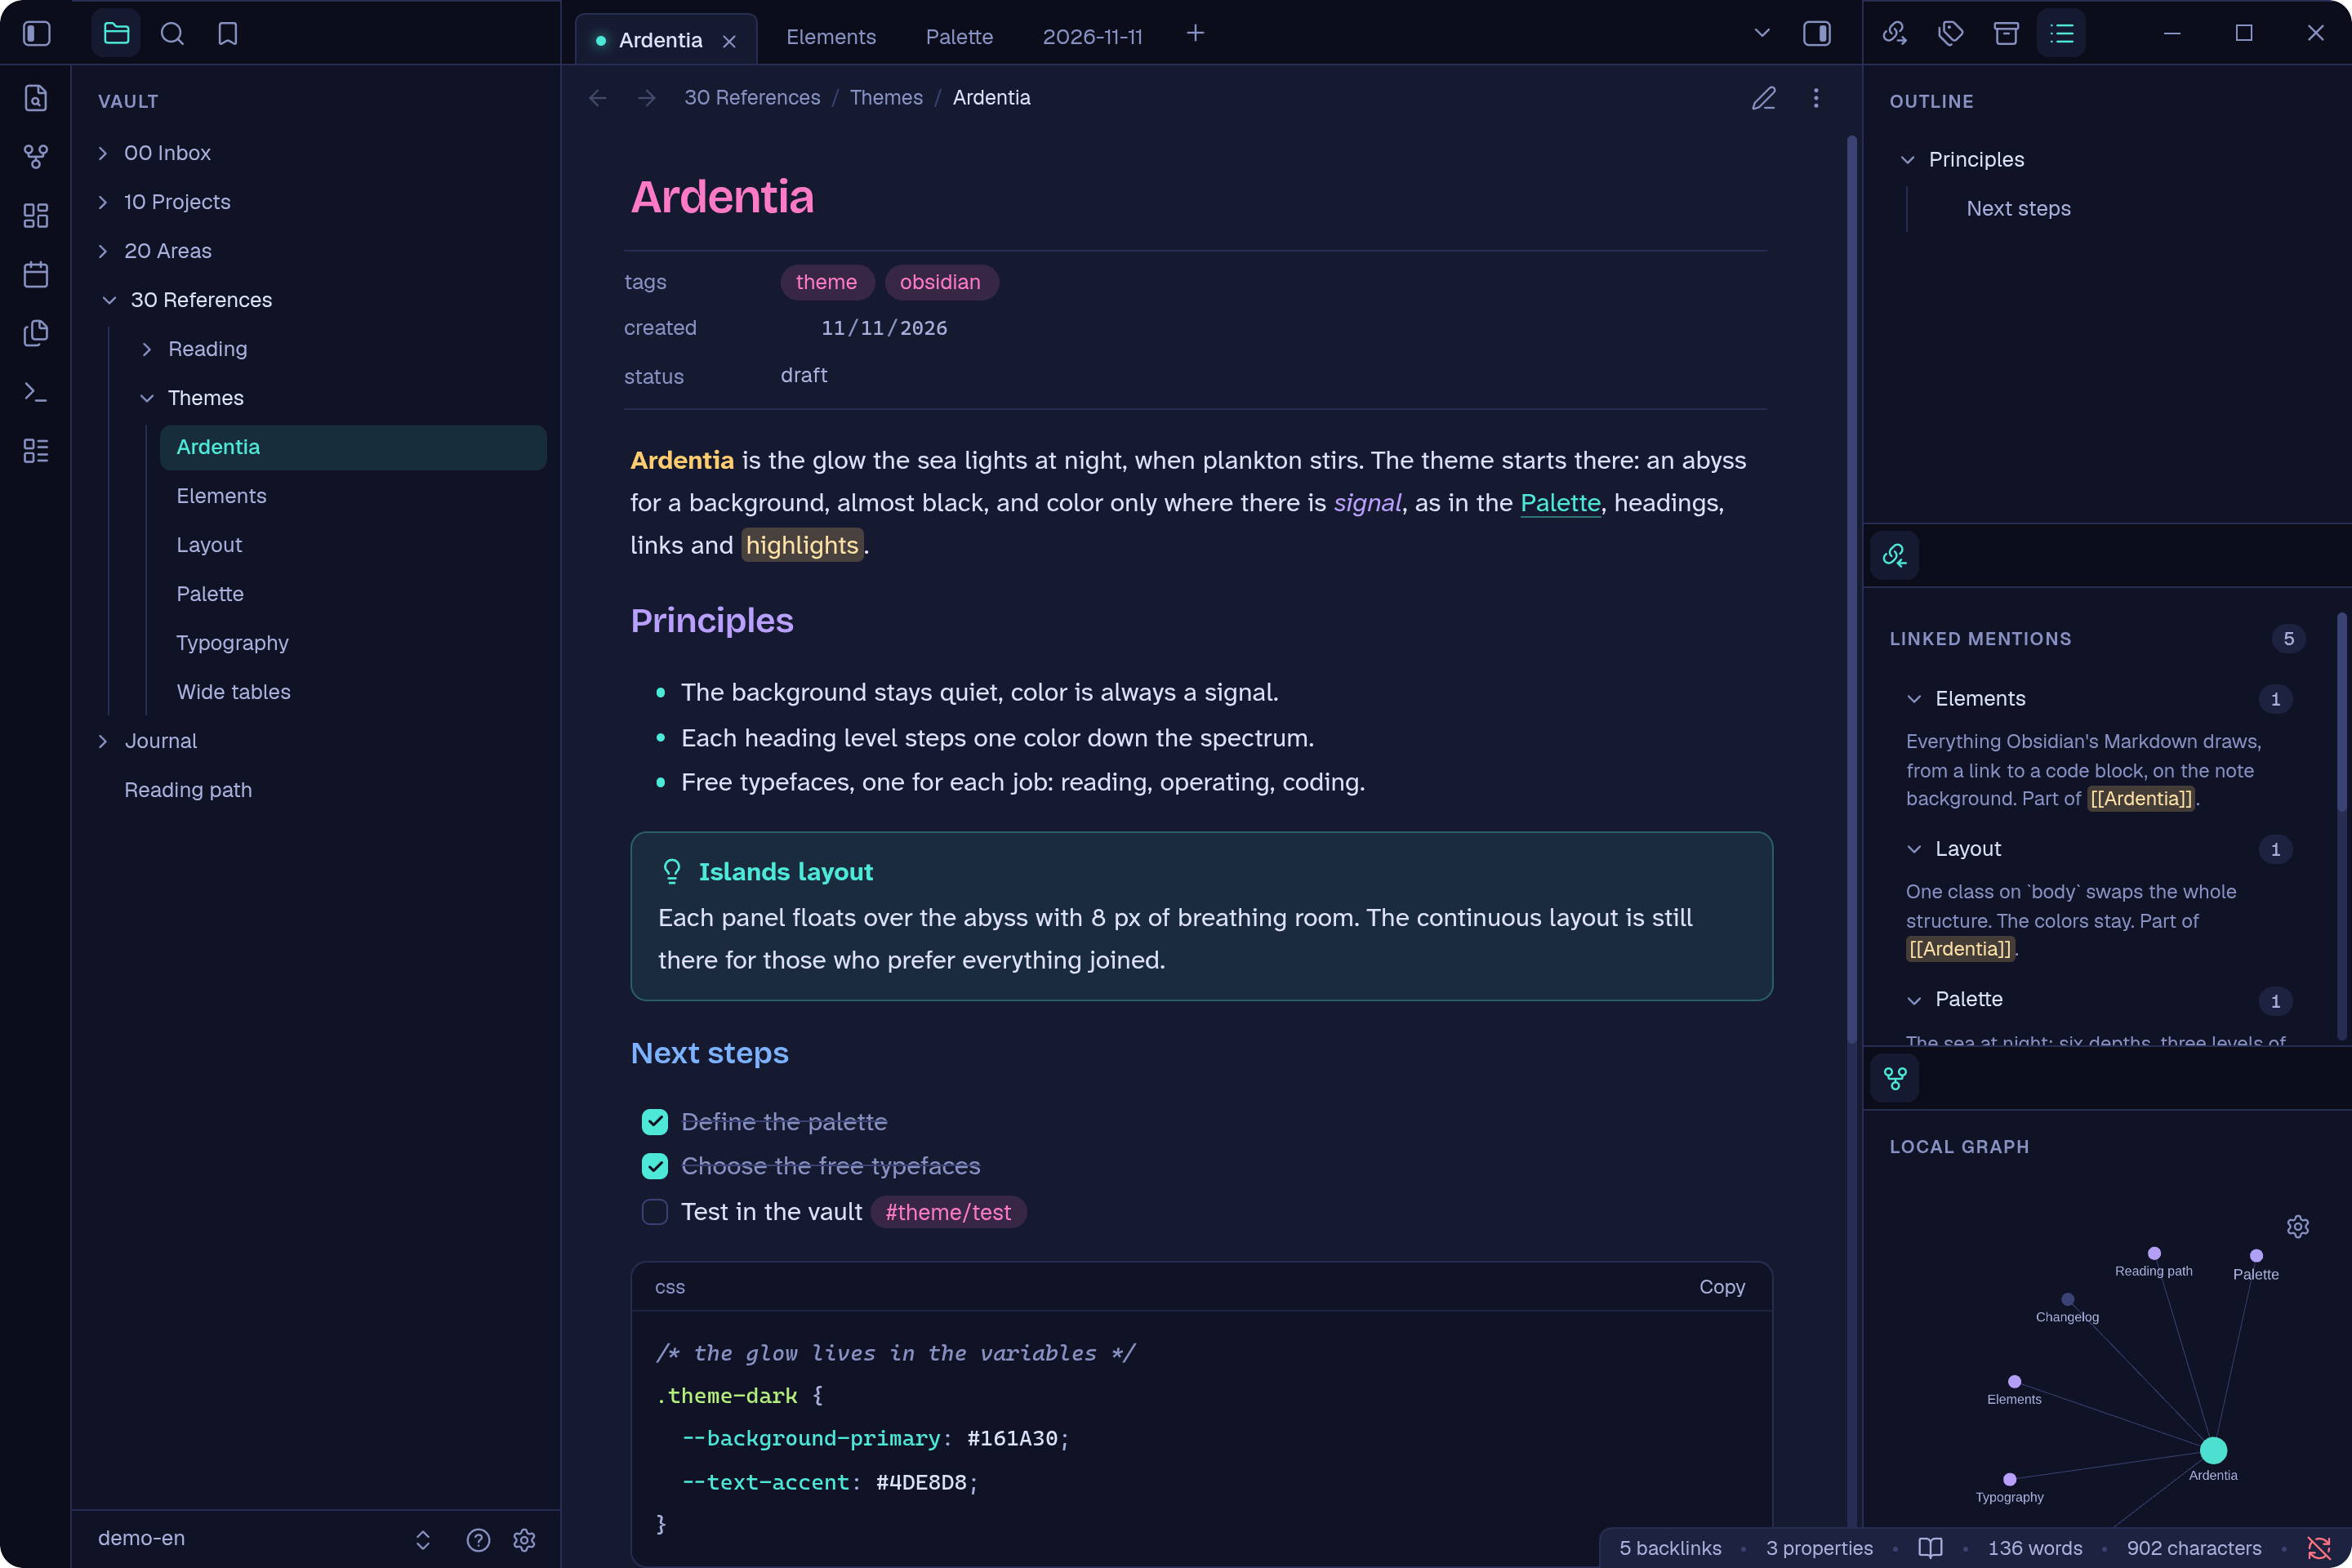 Ardentia
Elements
Palette
2026-11-11
VAULT
00 Inbox
10 Projects
20 Areas
30 References
Reading
Themes
Ardentia
Elements
Layout
Palette
Typography
Wide tables
Journal
Reading path
demo-en
30 References / Themes / Ardentia
Ardentia
tags theme obsidian
created 11/11/2026
status draft
Ardentia is the glow the sea lights at night, when plankton stirs. The theme starts there: an abyss
for a background, almost black, and color only where there is signal, as in the Palette, headings,
links and highlights.
Principles
The background stays quiet, color is always a signal.
Each heading level steps one color down the spectrum.
Free typefaces, one for each job: reading, operating, coding.
Islands layout
Each panel floats over the abyss with 8 px of breathing room. The continuous layout is still
there for those who prefer everything joined.
Next steps
Define the palette
Choose the free typefaces
Test in the vault #theme/test
css Copy
/* the glow lives in the variables */
.theme-dark {
--background-primary: #161A30;
--text-accent: #4DE8D8;
}
OUTLINE
Principles
Next steps
LINKED MENTIONS 5
Elements 1
Everything Obsidian's Markdown draws,
from a link to a code block, on the note
background. Part of [[Ardentia]].
Layout 1
One class on `body` swaps the whole
structure. The colors stay. Part of
[[Ardentia]].
Palette 1
The sea at night: six depths, three levels of
LOCAL GRAPH
Reading path
Palette
Changelog
Elements
Ardentia
Typography
5 backlinks • 3 properties • • 136 words • 902 characters •